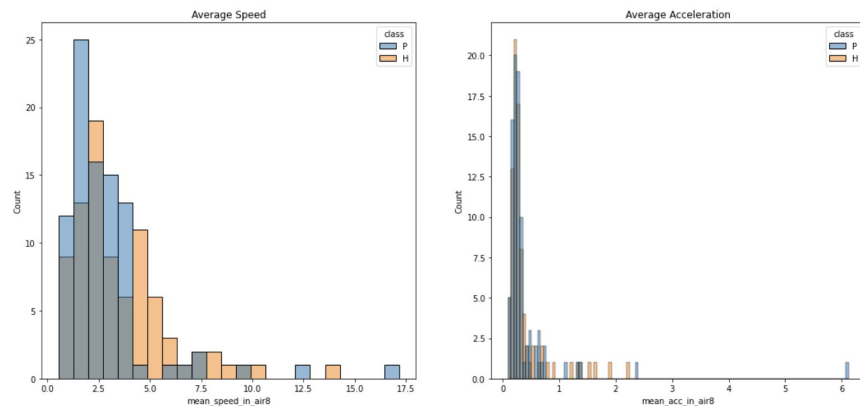 Average Speed
class
P
H
25
20
15
10
5
0
Count
0.0 2.5 5.0 7.5 10.0 12.5 15.0 17.5
mean_speed_in_air8
Average Acceleration
class
P
H
20.0
17.5
15.0
12.5
10.0
7.5
5.0
2.5
0.0
Count
0 1 2 3 4 5 6
mean_acc_in_air8